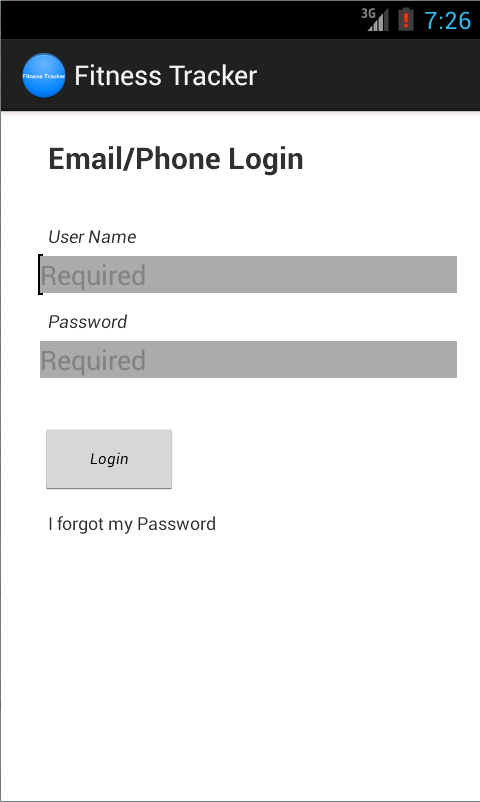 3G 7:26
Fitness Tracker Fitness Tracker
Email/Phone Login
User Name
Required
Password
Required
Login
I forgot my Password